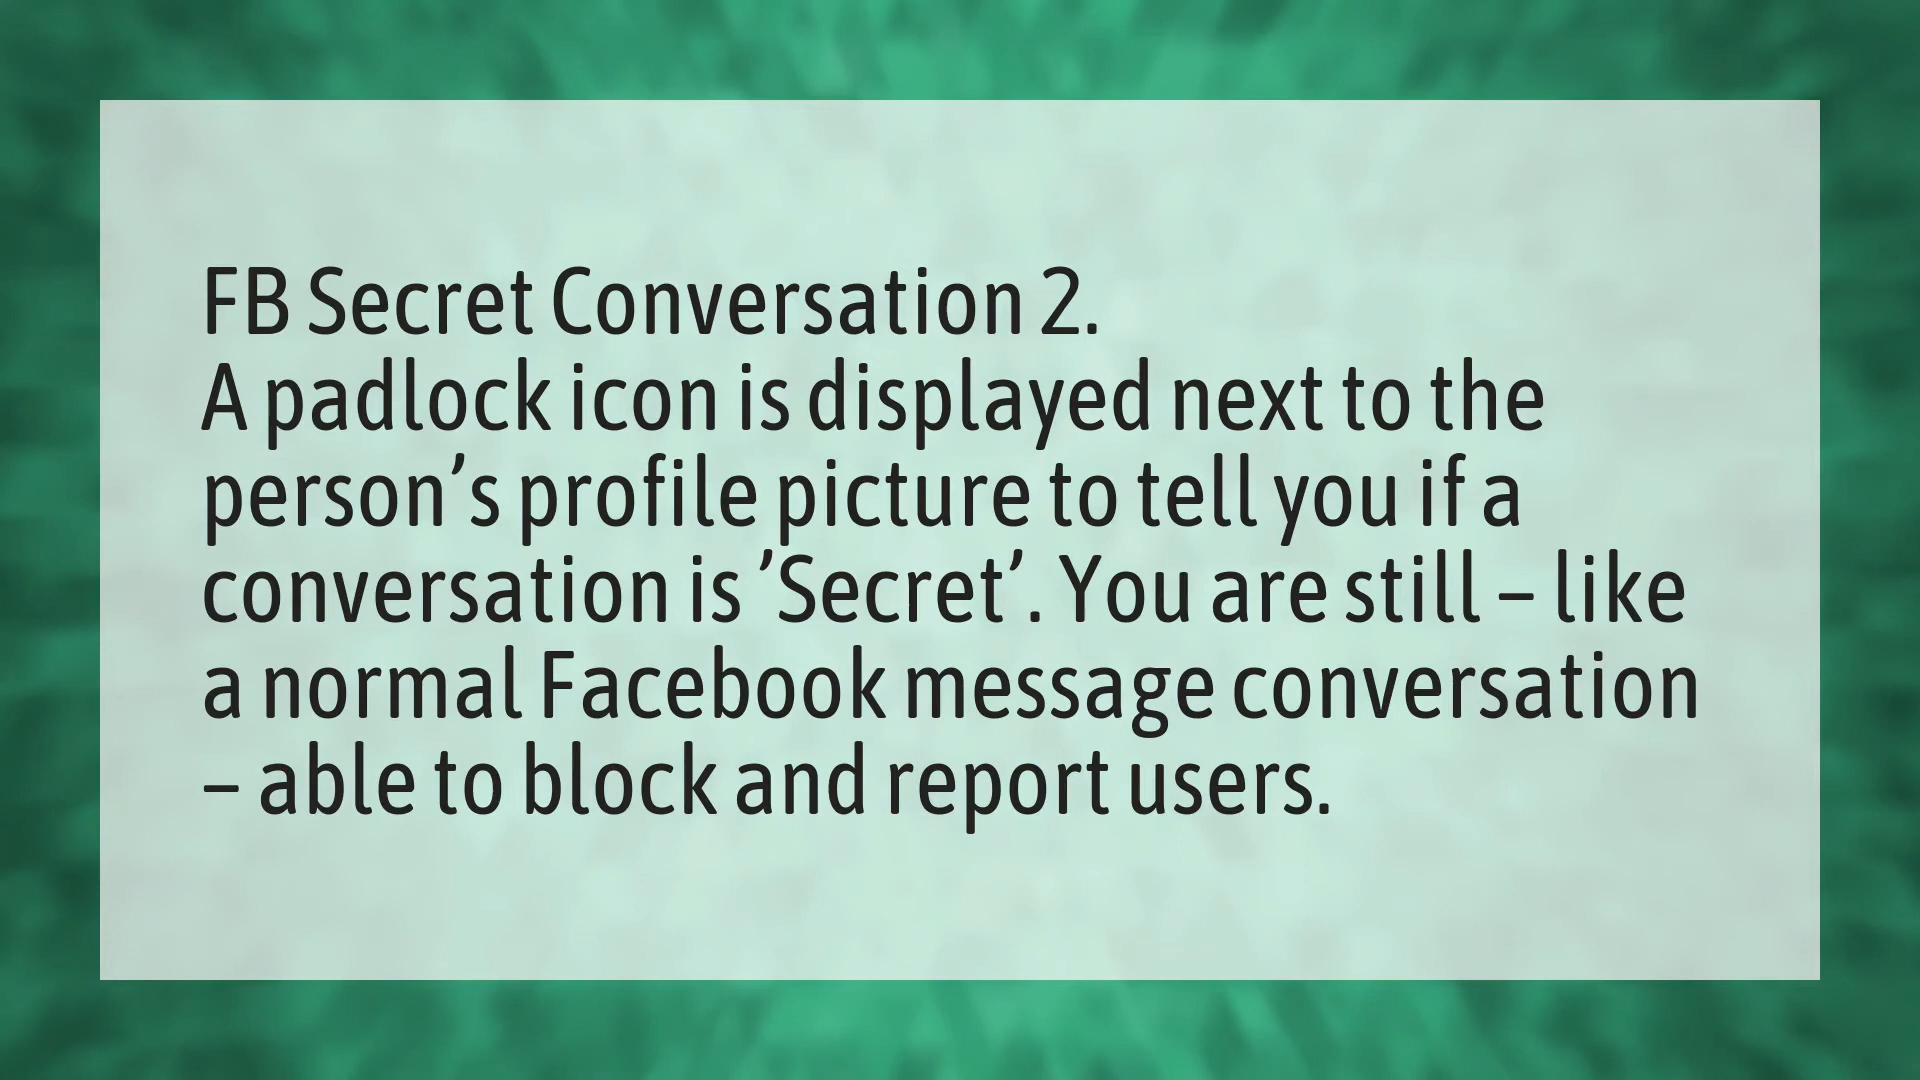 FB Secret Conversation 2.
A padlock icon is displayed next to the
person’s profile picture to tell you if a
conversation is ’Secret’. You are still – like
a normal Facebook message conversation
– able to block and report users.